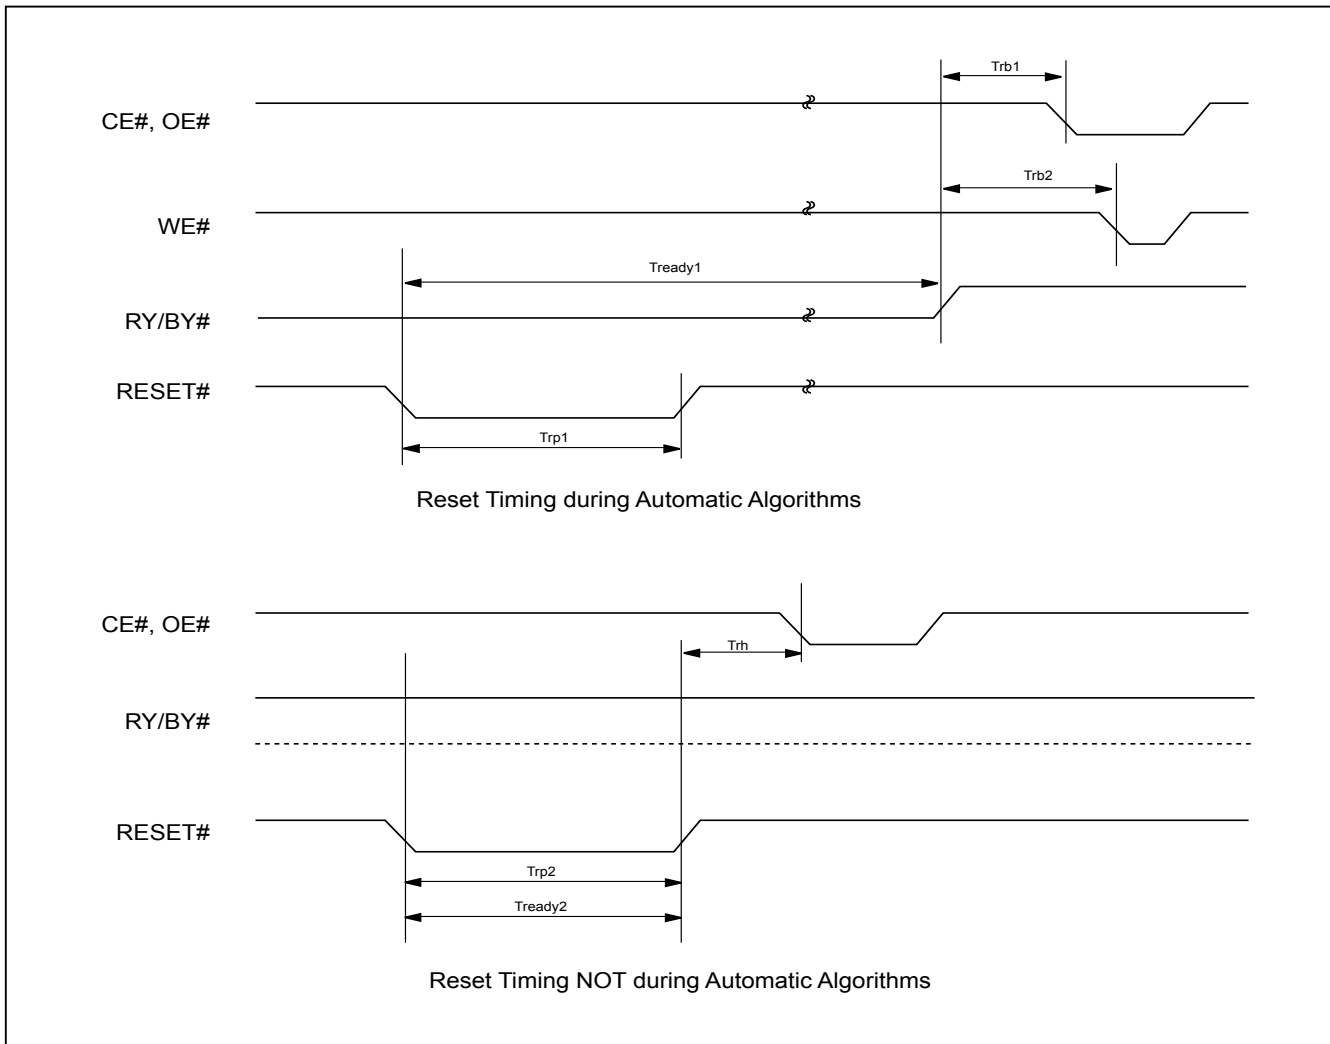 Trb1
CE#, OE#
Trb2
WE#
Tready1
RY/BY#
RESET#
Trp1
Reset Timing during Automatic Algorithms
CE#, OE#
Trh
RY/BY#
RESET#
Trp2
Tready2
Reset Timing NOT during Automatic Algorithms